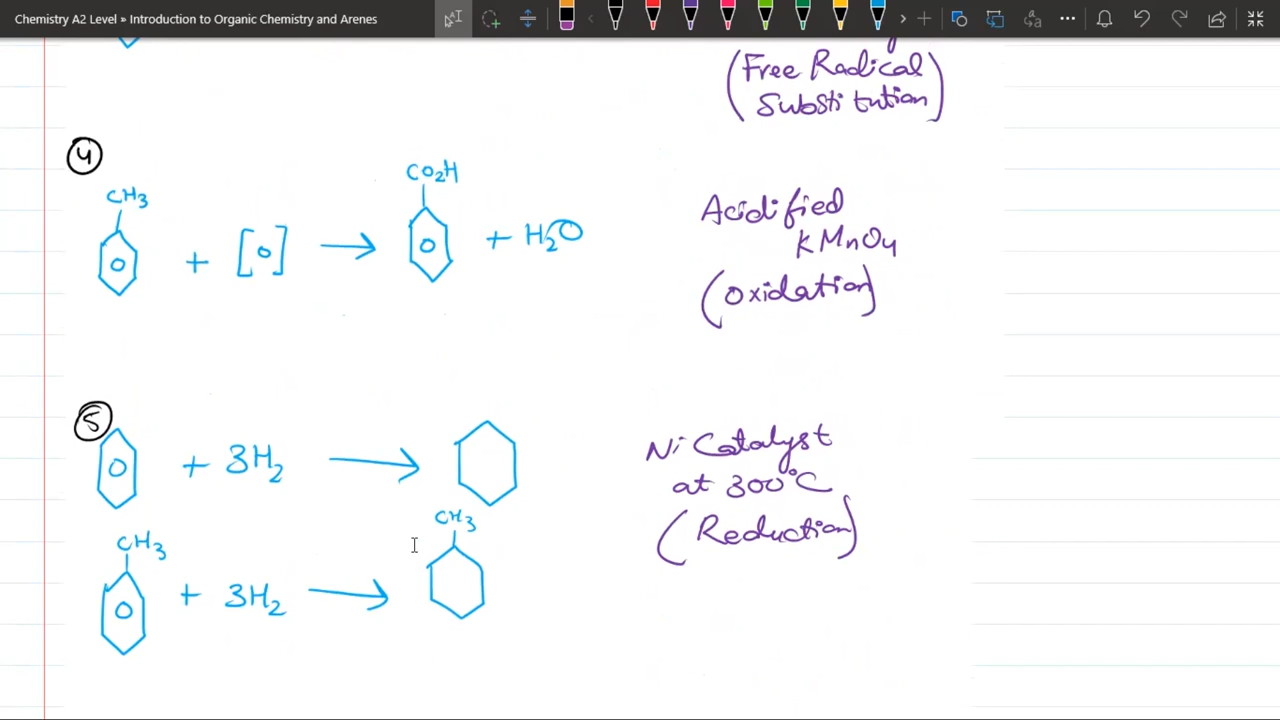 Chemistry A2 Level » Introduction to Organic Chemistry and Arenes
(Free Radical
Substitution)
4
CH3
+ [O] →
CO2H
+ H2O
Acidified
KMnO4
(Oxidation)
5
+ 3H2 →
Ni Catalyst
at 300°C
(Reduction)
CH3
+ 3H2 →
CH3